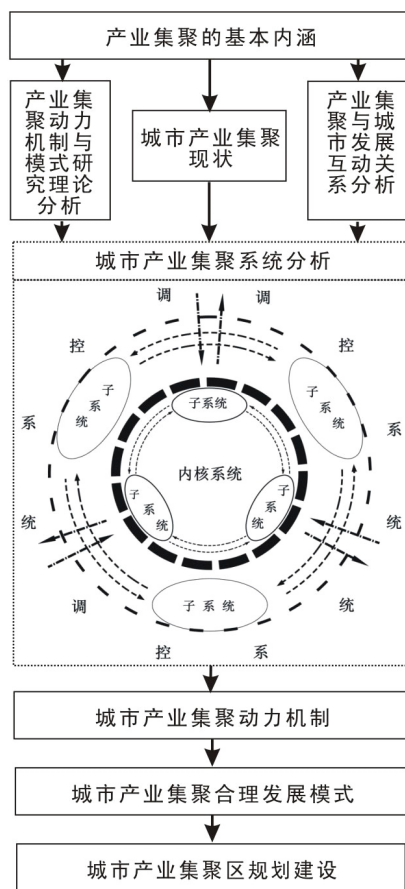 产业集聚的基本内涵
产业集
聚动力
机制与
模式研
究理论
分析
城市产业集聚
现状
产业集
聚与城
市发展
互动关
系分析
城市产业集聚系统分析
调
调
控
控
系
系
统
统
调
统
控
系
子系统
子系统
子系统
内核系统
子系统
子系统
子系统
城市产业集聚动力机制
城市产业集聚合理发展模式
城市产业集聚区规划建设